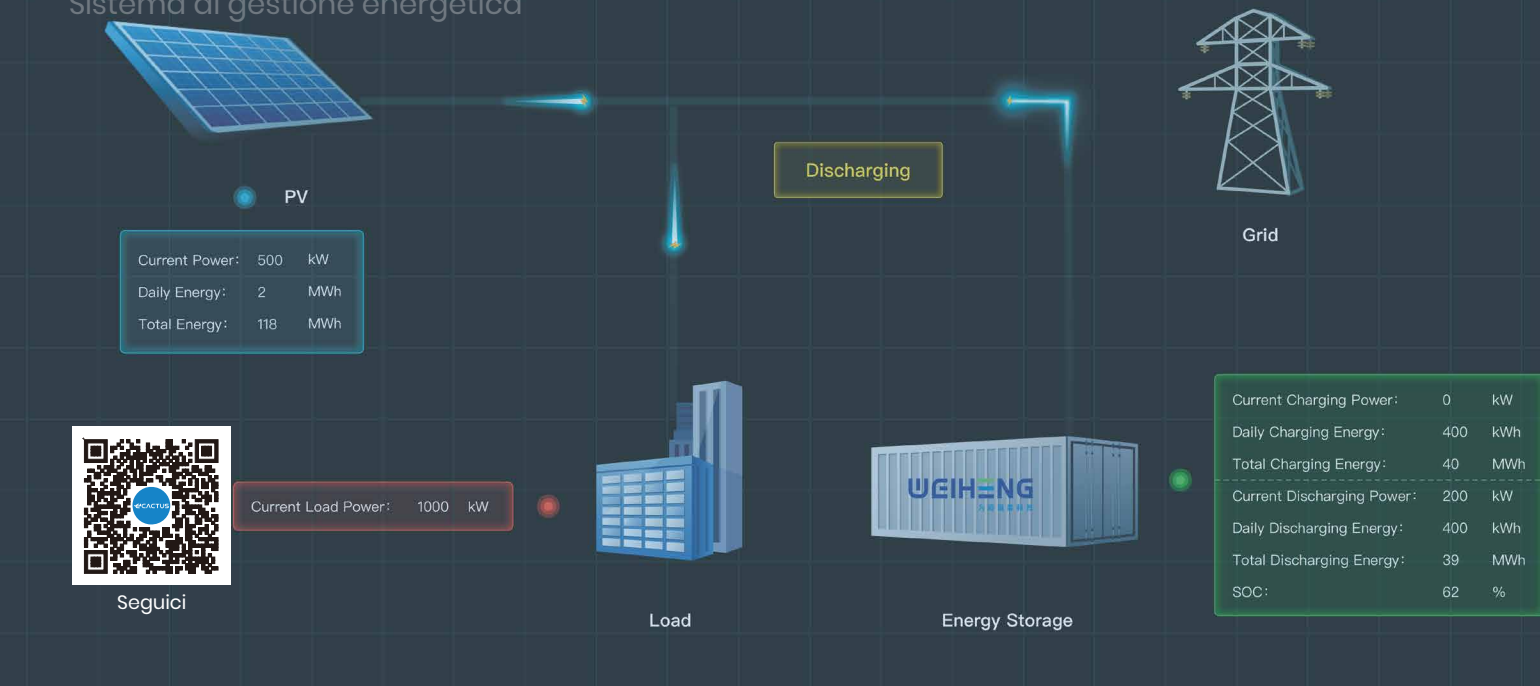 Sistema di gestione energetica
Discharging
PV
Grid
Current Power: 500 kW
Daily Energy: 2 MWh
Total Energy: 118 MWh
Current Charging Power: 0 kW
Daily Charging Energy: 400 kWh
Total Charging Energy: 40 MWh
Current Discharging Power: 200 kW
Daily Discharging Energy: 400 kWh
Total Discharging Energy: 39 MWh
SOC: 62 %
WEIHENG
CACTUS
Current Load Power: 1000 kW
Seguici
Load
Energy Storage